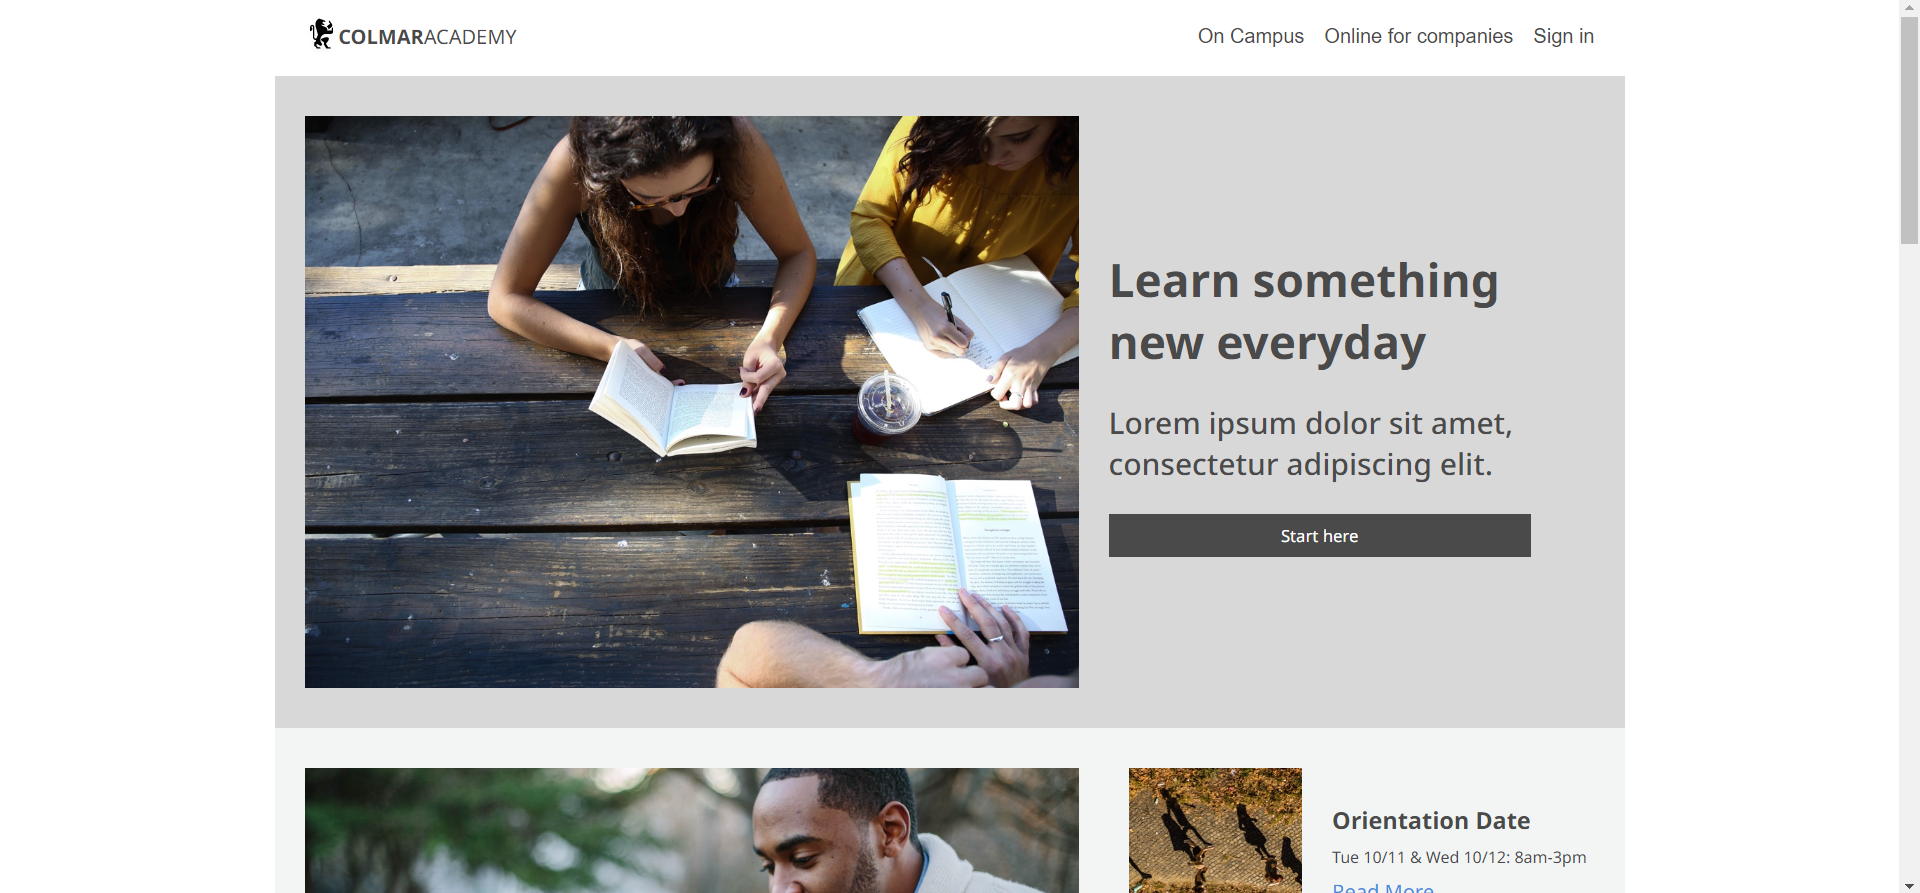 COLMARACADEMY
On Campus Online for companies Sign in
Learn something
new everyday
Lorem ipsum dolor sit amet,
consectetur adipiscing elit.
Start here
Orientation Date
Tue 10/11 & Wed 10/12: 8am-3pm
Read More